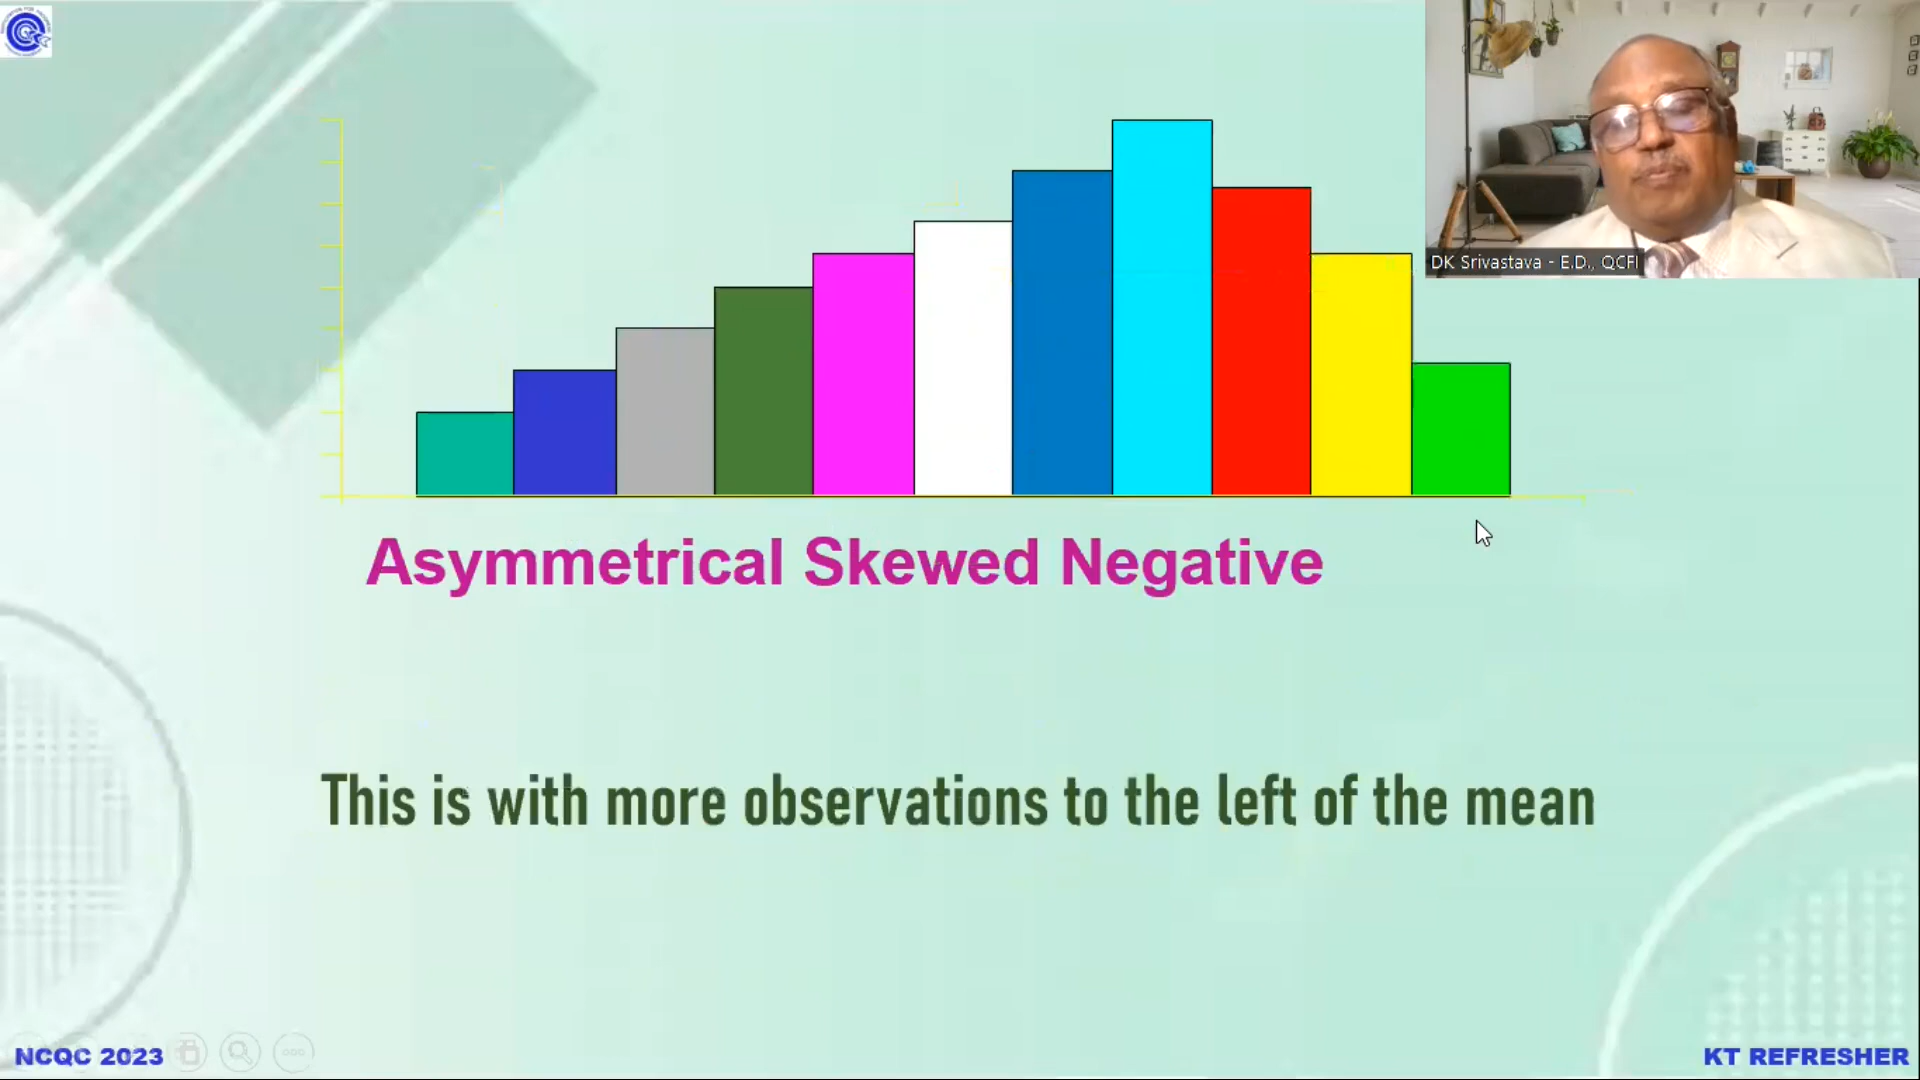 DK Srivastava - E.D., QCFI
Asymmetrical Skewed Negative
This is with more observations to the left of the mean
NCQC 2023
KT REFRESHER